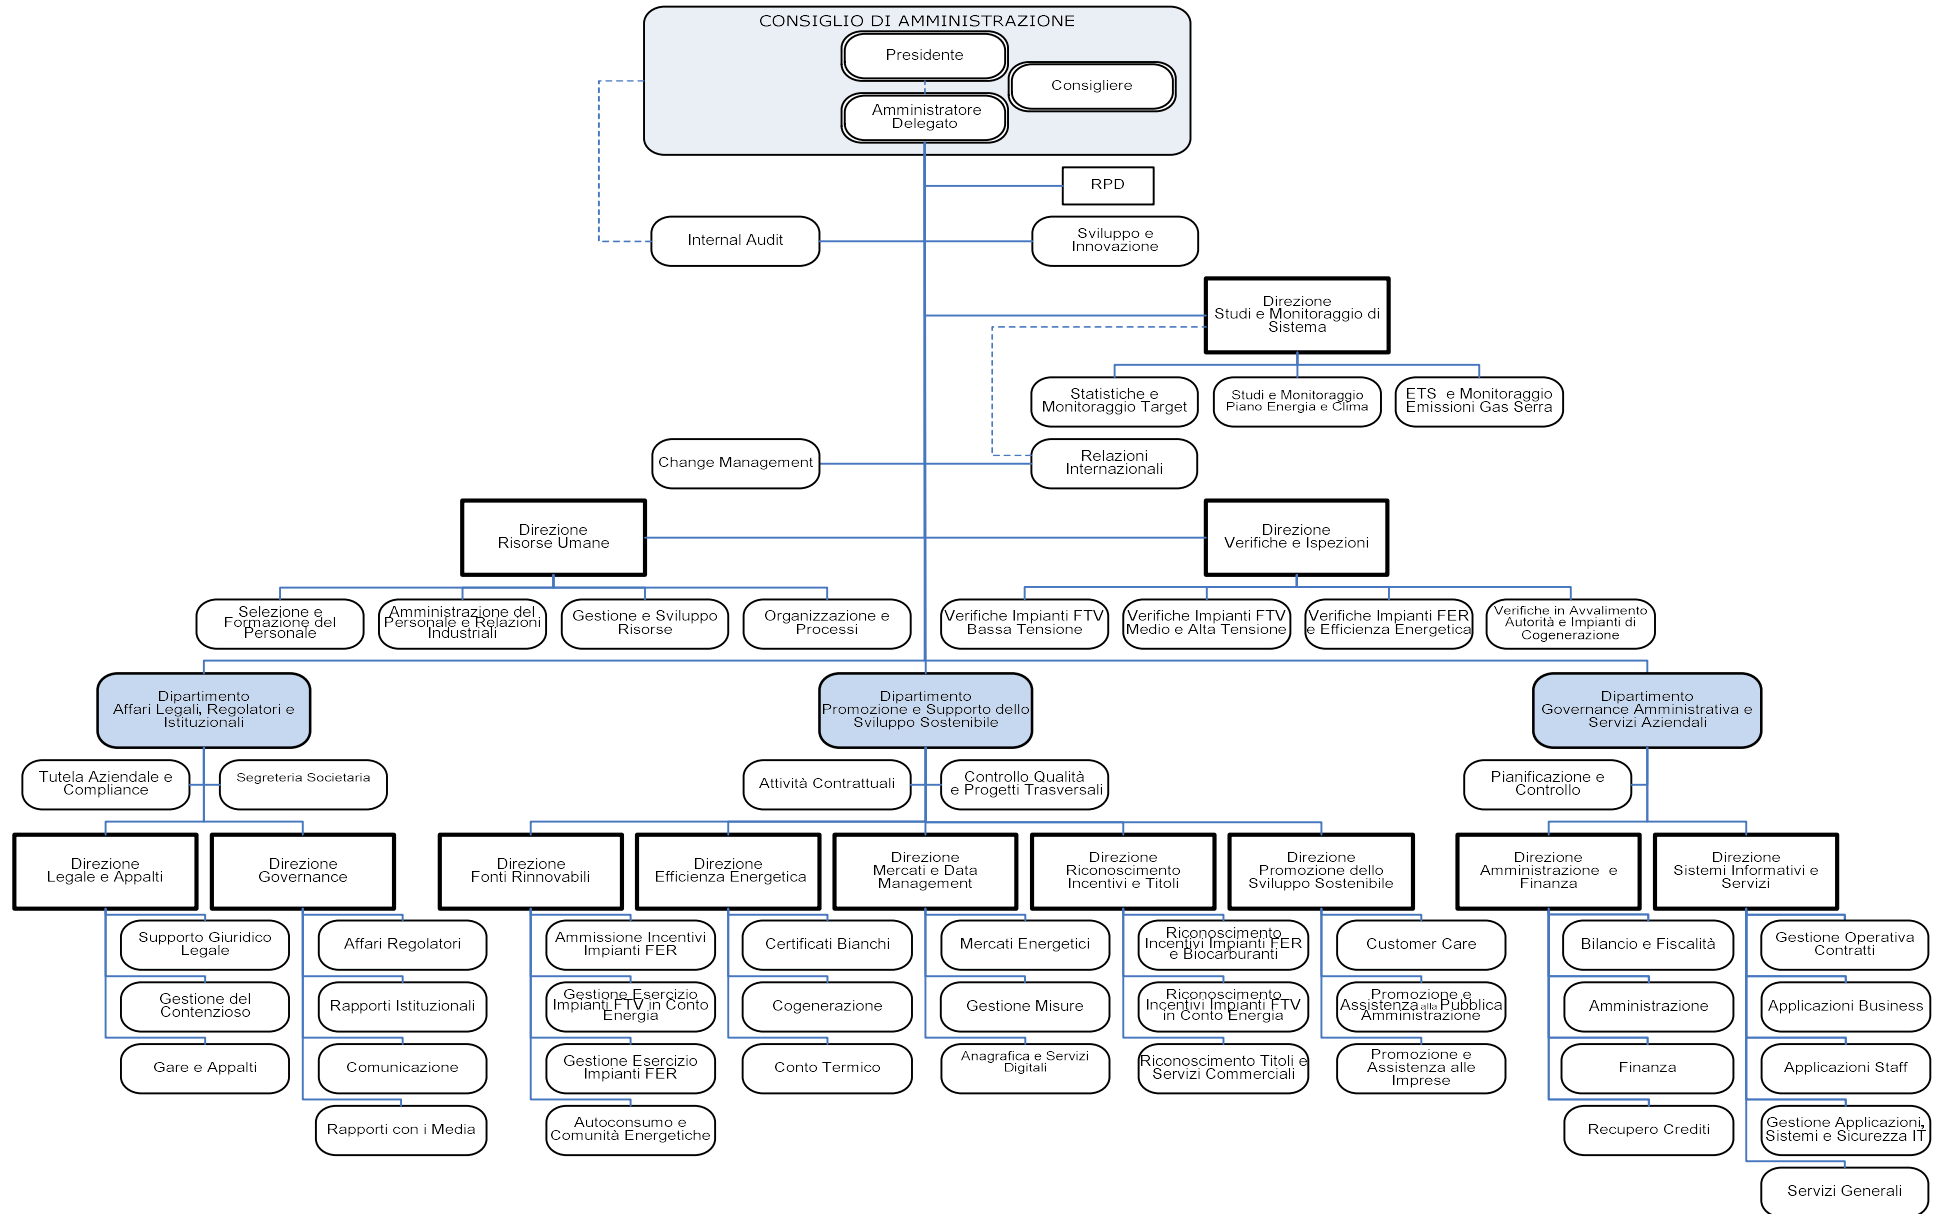 CONSIGLIO DI AMMINISTRAZIONE
Presidente
Consigliere
Amministratore
Delegato
RPD
Internal Audit
Sviluppo e
Innovazione
Direzione
Studi e Monitoraggio di
Sistema
Statistiche e
Monitoraggio Target
Studi e Monitoraggio
Piano Energia e Clima
ETS e Monitoraggio
Emissioni Gas Serra
Change Management
Relazioni
Internazionali
Direzione
Risorse Umane
Direzione
Verifiche e Ispezioni
Selezione e
Formazione del
Personale
Amministrazione del
Personale e Relazioni
Industriali
Gestione e Sviluppo
Risorse
Organizzazione e
Processi
Verifiche Impianti FTV
Bassa Tensione
Verifiche Impianti FTV
Medio e Alta Tensione
Verifiche Impianti FER
e Efficienza Energetica
Verifiche in Avvalimento
Autorità e Impianti di
Cogenerazione
Dipartimento
Affari Legali, Regolatori e
Istituzionali
Dipartimento
Promozione e Supporto dello
Sviluppo Sostenibile
Dipartimento
Governance Amministrativa e
Servizi Aziendali
Tutela Aziendale e
Compliance
Segreteria Societaria
Attività Contrattuali
Controllo Qualità
e Progetti Trasversali
Pianificazione e
Controllo
Direzione
Legale e Appalti
Direzione
Governance
Direzione
Fonti Rinnovabili
Direzione
Efficienza Energetica
Direzione
Mercati e Data
Management
Direzione
Riconoscimento
Incentivi e Titoli
Direzione
Promozione dello
Sviluppo Sostenibile
Direzione
Amministrazione e
Finanza
Direzione
Sistemi Informativi e
Servizi
Supporto Giuridico
Legale
Affari Regolatori
Ammissione Incentivi
Impianti FER
Certificati Bianchi
Mercati Energetici
Riconoscimento
Incentivi Impianti FER
e Biocarburanti
Customer Care
Bilancio e Fiscalità
Gestione Operativa
Contratti
Gestione del
Contenzioso
Rapporti Istituzionali
Gestione Esercizio
Impianti FTV in Conto
Energia
Cogenerazione
Gestione Misure
Riconoscimento
Incentivi Impianti FTV
in Conto Energia
Promozione e
Assistenza alla Pubblica
Amministrazione
Amministrazione
Applicazioni Business
Gare e Appalti
Comunicazione
Gestione Esercizio
Impianti FER
Conto Termico
Anagrafica e Servizi
Digitali
Riconoscimento Titoli e
Servizi Commerciali
Promozione e
Assistenza alle
Imprese
Finanza
Applicazioni Staff
Rapporti con i Media
Autoconsumo e
Comunità Energetiche
Recupero Crediti
Gestione Applicazioni,
Sistemi e Sicurezza IT
Servizi Generali